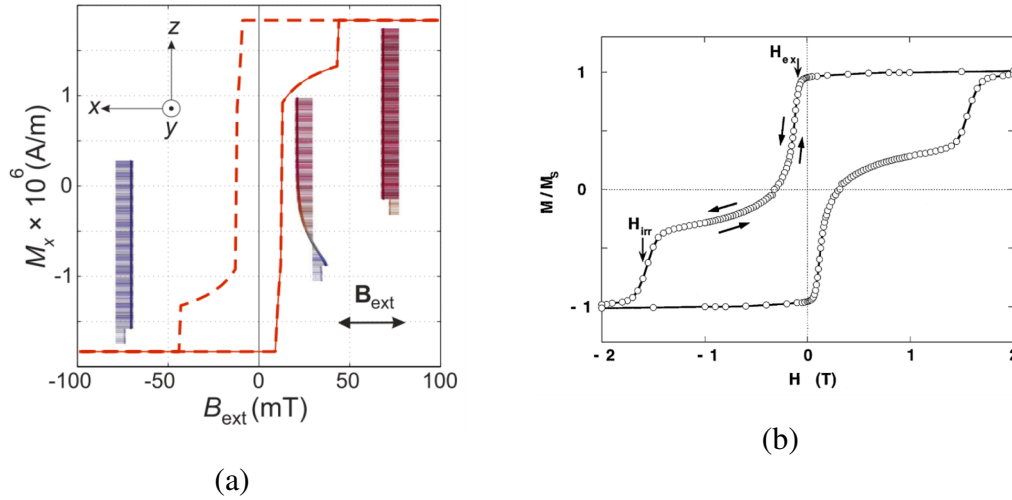 z
x
y
1
0
-1
M_x × 10^6 (A/m)
B_ext
-100
-50
0
50
100
B_ext (mT)
(a)
H_ex
1
0
- 1
M / M_s
H_irr
- 2
- 1
0
1
2
H (T)
(b)